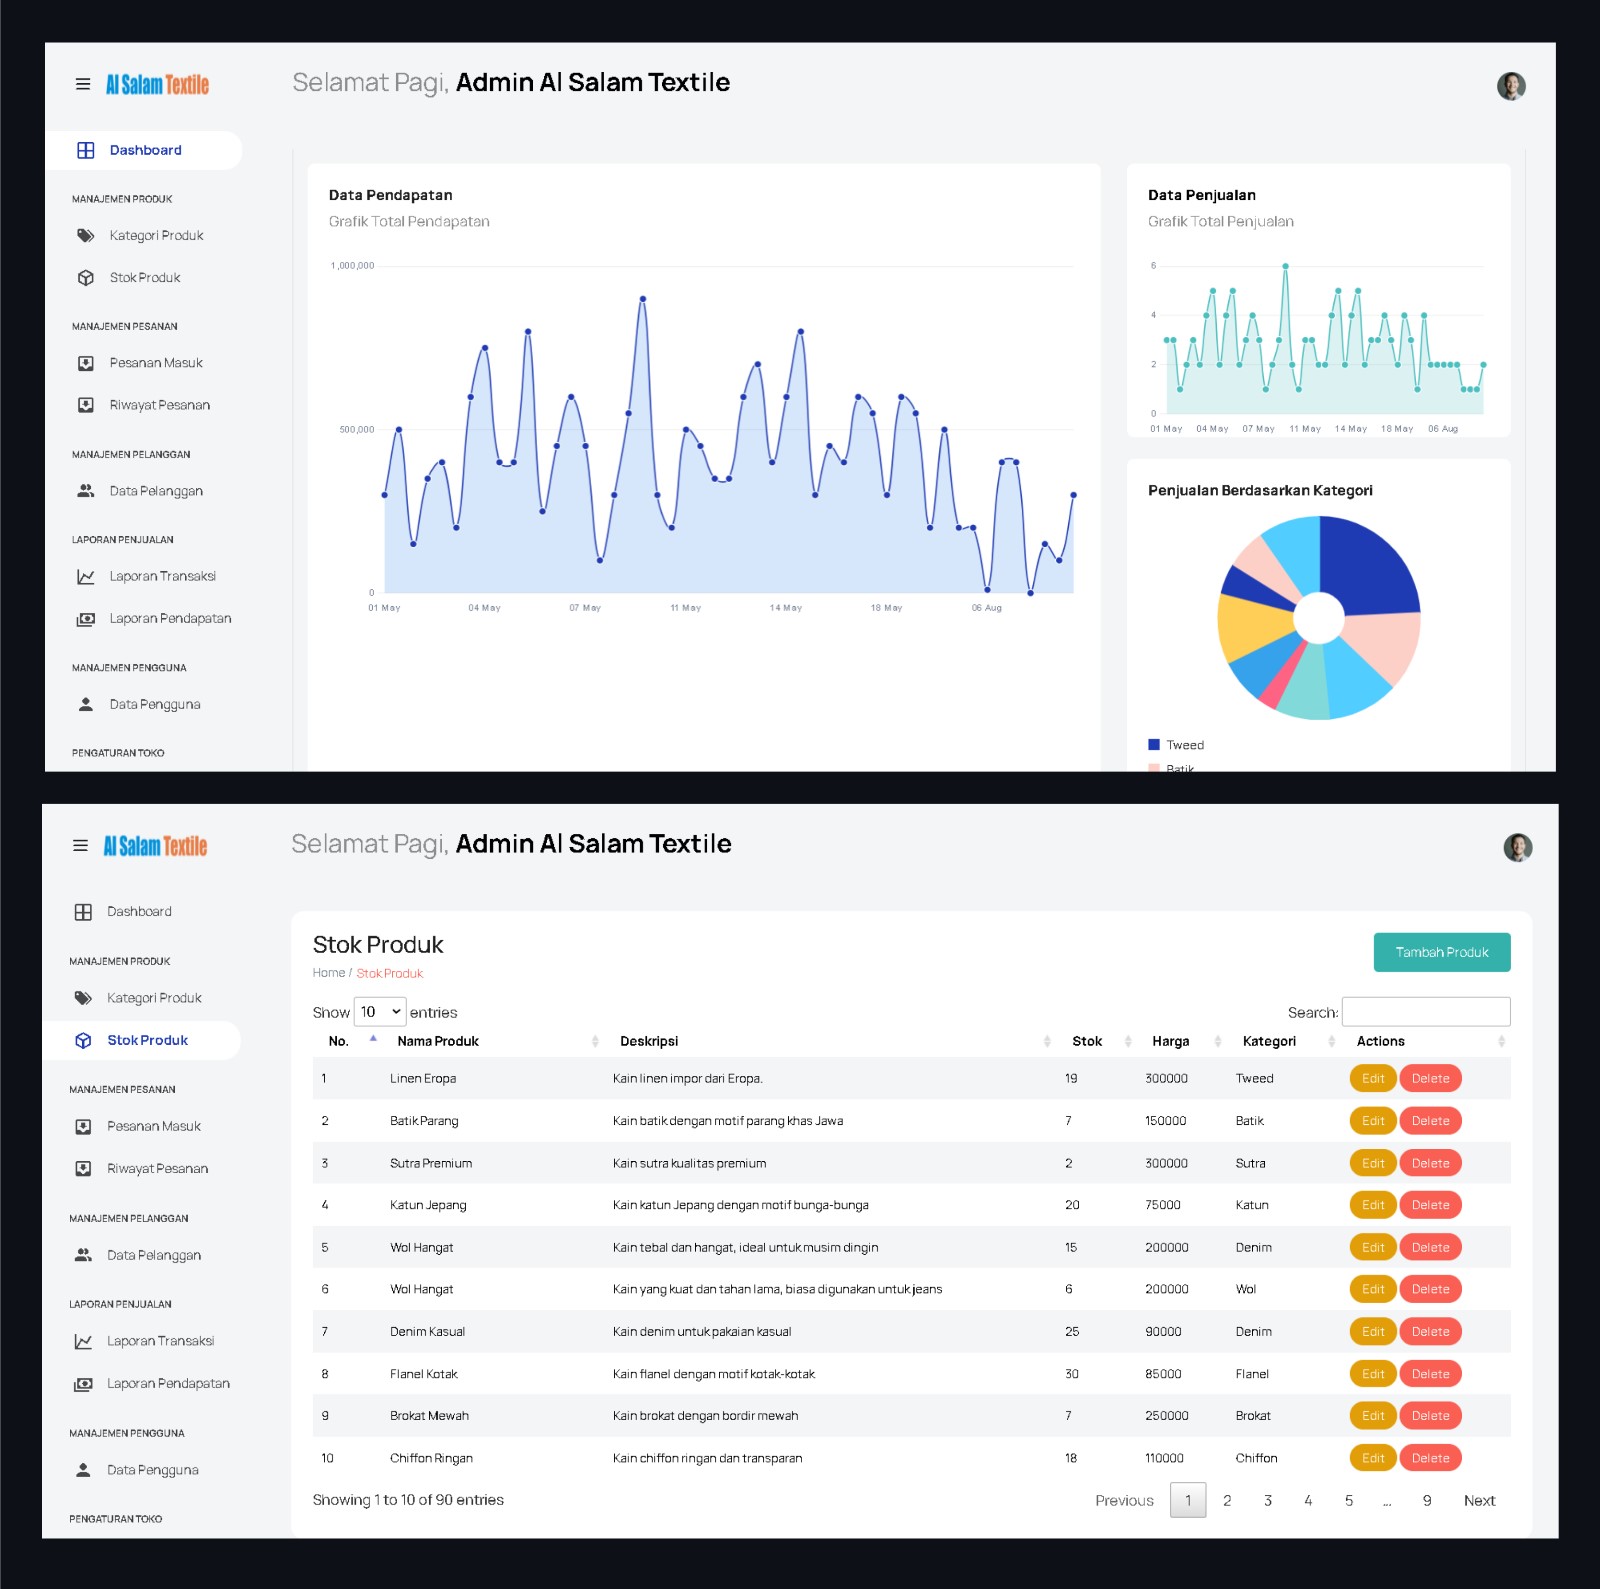 Al Salam Textile
Selamat Pagi, Admin Al Salam Textile
Dashboard
MANAJEMEN PRODUK
Kategori Produk
Stok Produk
MANAJEMEN PESANAN
Pesanan Masuk
Riwayat Pesanan
MANAJEMEN PELANGGAN
Data Pelanggan
LAPORAN PENJUALAN
Laporan Transaksi
Laporan Pendapatan
MANAJEMEN PENGGUNA
Data Pengguna
PENGATURAN TOKO
Data Pendapatan
Grafik Total Pendapatan
1,000,000
500,000
0
01 May 04 May 07 May 11 May 14 May 18 May 06 Aug
Data Penjualan
Grafik Total Penjualan
6
4
2
0
01 May 04 May 07 May 11 May 14 May 18 May 06 Aug
Penjualan Berdasarkan Kategori
Tweed
Batik
Al Salam Textile
Selamat Pagi, Admin Al Salam Textile
Dashboard
MANAJEMEN PRODUK
Kategori Produk
Stok Produk
MANAJEMEN PESANAN
Pesanan Masuk
Riwayat Pesanan
MANAJEMEN PELANGGAN
Data Pelanggan
LAPORAN PENJUALAN
Laporan Transaksi
Laporan Pendapatan
MANAJEMEN PENGGUNA
Data Pengguna
PENGATURAN TOKO
Stok Produk
Tambah Produk
Home / Stok Produk
Show 10 entries
Search:
No. Nama Produk Deskripsi Stok Harga Kategori Actions
1 Linen Eropa Kain linen impor dari Eropa. 19 300000 Tweed Edit Delete
2 Batik Parang Kain batik dengan motif parang khas Jawa 7 150000 Batik Edit Delete
3 Sutra Premium Kain sutra kualitas premium 2 300000 Sutra Edit Delete
4 Katun Jepang Kain katun Jepang dengan motif bunga-bunga 20 75000 Katun Edit Delete
5 Wol Hangat Kain tebal dan hangat, ideal untuk musim dingin 15 200000 Denim Edit Delete
6 Wol Hangat Kain yang kuat dan tahan lama, biasa digunakan untuk jeans 6 200000 Wol Edit Delete
7 Denim Kasual Kain denim untuk pakaian kasual 25 90000 Denim Edit Delete
8 Flanel Kotak Kain flanel dengan motif kotak-kotak 30 85000 Flanel Edit Delete
9 Brokat Mewah Kain brokat dengan bordir mewah 7 250000 Brokat Edit Delete
10 Chiffon Ringan Kain chiffon ringan dan transparan 18 110000 Chiffon Edit Delete
Showing 1 to 10 of 90 entries
Previous 1 2 3 4 5 ... 9 Next